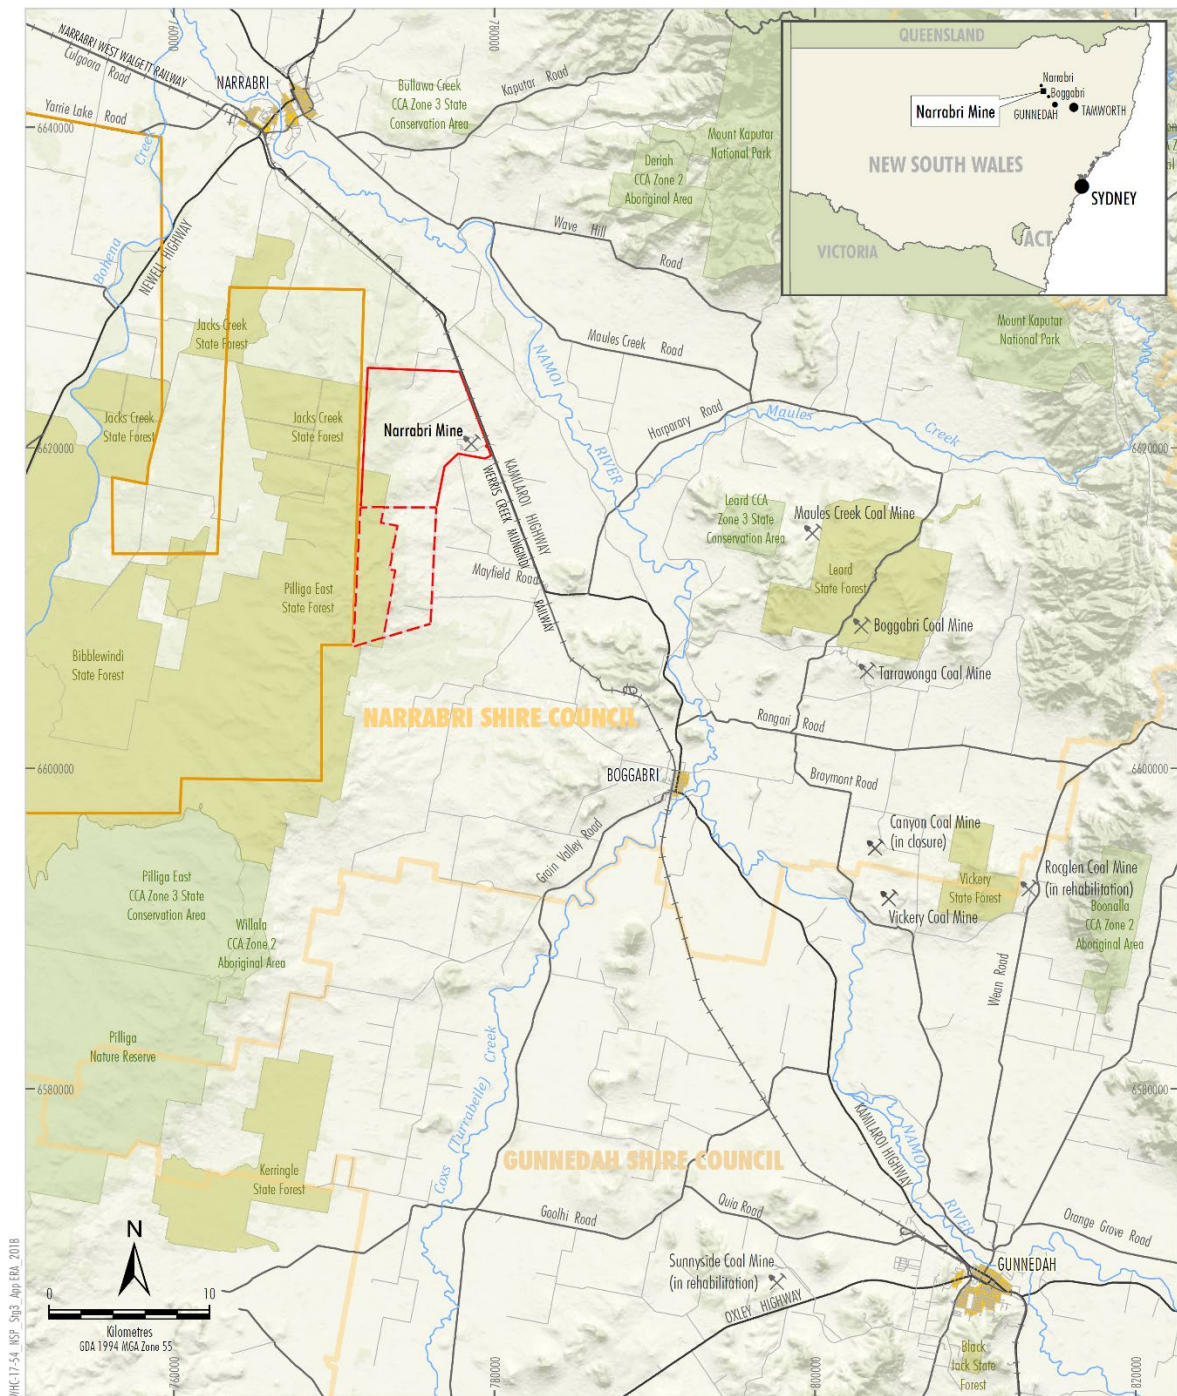 760000
780000
QUEENSLAND
Narrabri
Boggabri
Narrabri Mine
GUNNEDAH
TAMWORTH
NEW SOUTH WALES
SYDNEY
ACT
VICTORIA
NARRABRI WEST WALGETT RAILWAY
Culgoora Road
NARRABRI
Yarrie Lake Road
Kaputar Road
Bullawa Creek
CCA Zone 3 State
Conservation Area
6640000
Mount Kaputar
National Park
Deriah
CCA Zone 2
Aboriginal Area
Bohena
Creek
NEWELL HIGHWAY
Wave Hill
Road
Jacks Creek
State Forest
Maules Creek Road
NAMOI
RIVER
Mount Kaputar
National Park
Jacks Creek
State Forest
Jacks Creek
State Forest
Narrabri Mine
Harparary Road
Maules
Creek
6620000
6620000
KAMILAROI HIGHWAY
WERRIS CREEK MUNGINDI
RAILWAY
Leard CCA
Zone 3 State
Conservation Area
Maules Creek Coal Mine
Leard
State Forest
Mayfield Road
Pilliga East
State Forest
Boggabri Coal Mine
Bibblewindi
State Forest
Tarrawonga Coal Mine
NARRABRI SHIRE COUNCIL
Rangari Road
6600000
6600000
BOGGABRI
Braymont Road
Grain Valley Road
Canyon Coal Mine
(in closure)
Rocglen Coal Mine
(in rehabilitation)
Vickery
State Forest
Vickery Coal Mine
Boonalla
CCA Zone 2
Aboriginal Area
Pilliga East
CCA Zone 3 State
Conservation Area
Willala
CCA Zone 2
Aboriginal Area
Wean Road
Pilliga
Nature Reserve
6580000
6580000
Coxs (Turrabeile) Creek
KAMILAROI HIGHWAY
NAMOI
RIVER
GUNNEDAH SHIRE COUNCIL
Kerringle
State Forest
Goolhi Road
Quia Road
Orange Grove Road
Sunnyside Coal Mine
(in rehabilitation)
GUNNEDAH
OXLEY HIGHWAY
Black
Jack State
Forest
N
0
10
Kilometres
GDA 1994 MGA Zone 55
WHC-17-54_NSP_Stg3_App ERA_201B
760000
780000
800000
820000